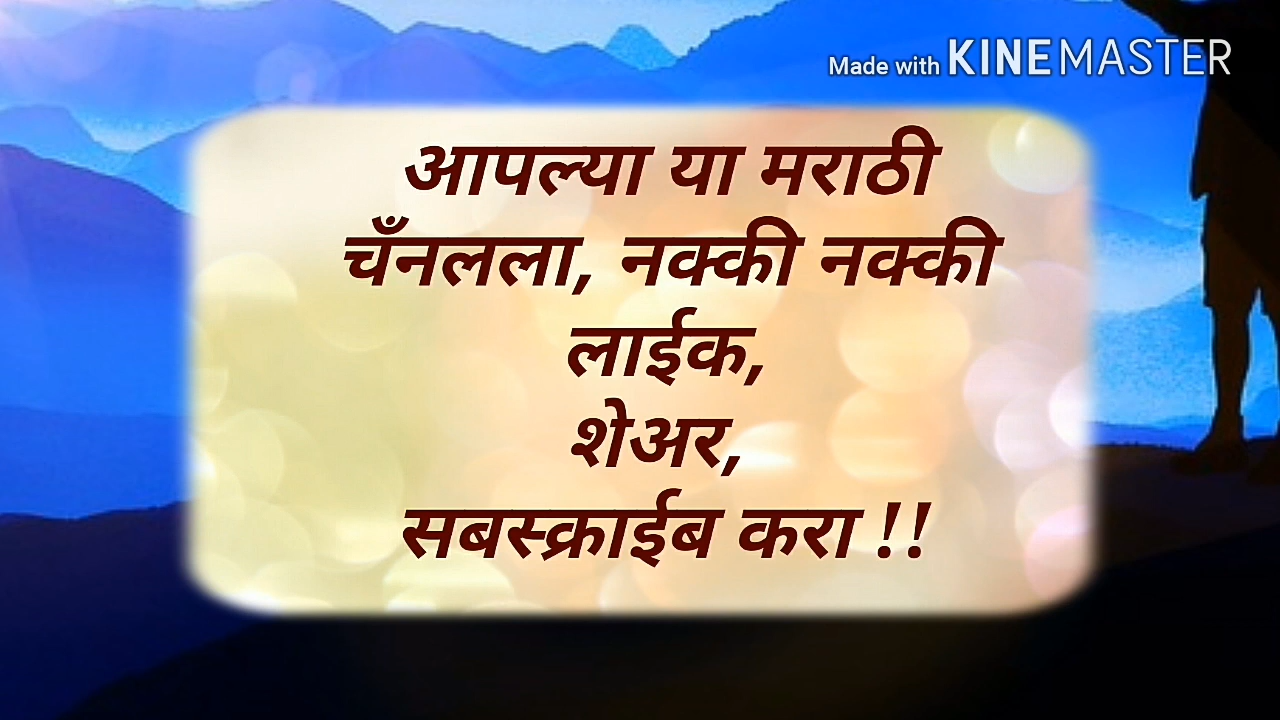 Made with KINEMASTER
आपल्या या मराठी
चँनलला, नक्की नक्की
लाईक,
शेअर,
सबस्क्राईब करा !!